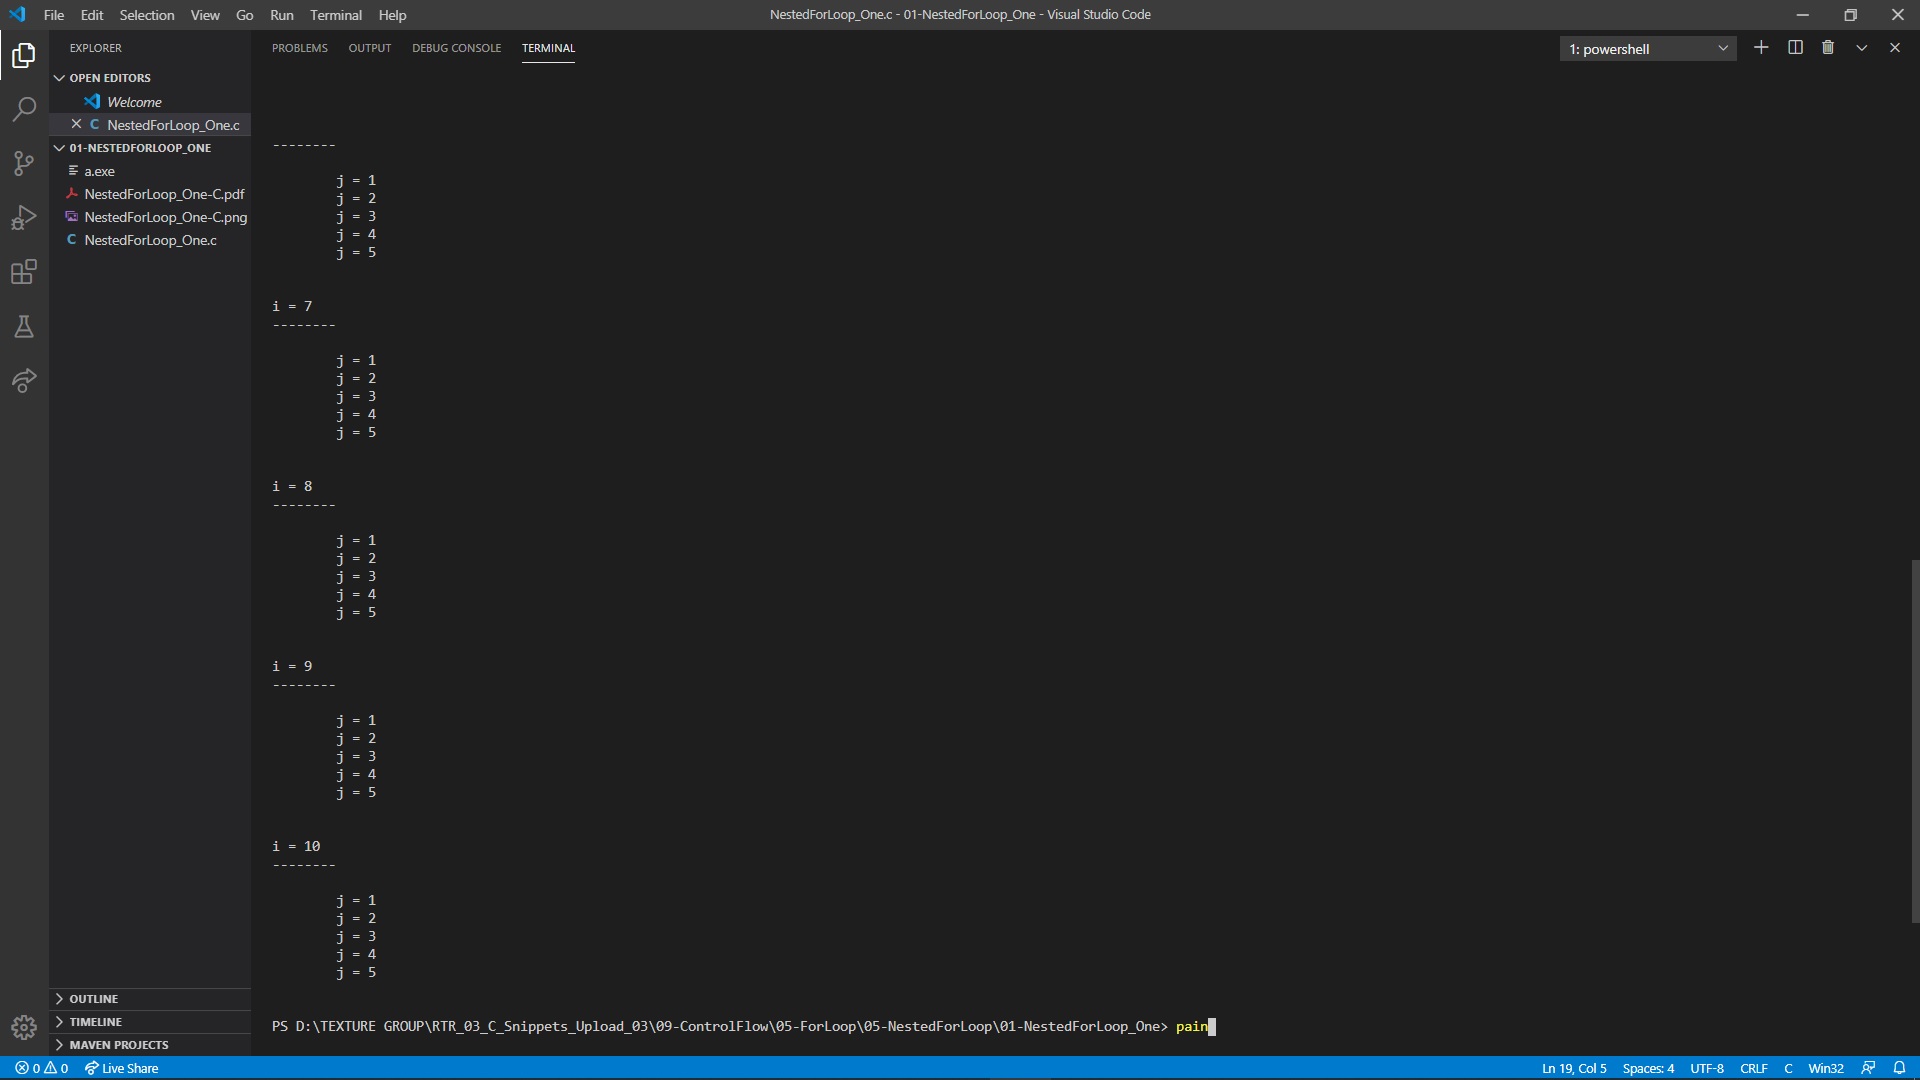 File Edit Selection View Go Run Terminal Help
NestedForLoop_One.c - 01-NestedForLoop_One - Visual Studio Code
EXPLORER
OPEN EDITORS
Welcome
C NestedForLoop_One.c
01-NESTEDFORLOOP_ONE
a.exe
NestedForLoop_One-C.pdf
NestedForLoop_One-C.png
C NestedForLoop_One.c
OUTLINE
TIMELINE
MAVEN PROJECTS
PROBLEMS OUTPUT DEBUG CONSOLE TERMINAL
1: powershell
--------
j = 1
j = 2
j = 3
j = 4
j = 5
i = 7
--------
j = 1
j = 2
j = 3
j = 4
j = 5
i = 8
--------
j = 1
j = 2
j = 3
j = 4
j = 5
i = 9
--------
j = 1
j = 2
j = 3
j = 4
j = 5
i = 10
--------
j = 1
j = 2
j = 3
j = 4
j = 5
PS D:\TEXTURE GROUP\RTR_03_C_Snippets_Upload_03\09-ControlFlow\05-ForLoop\05-NestedForLoop\01-NestedForLoop_One> pain
0 0 Live Share
Ln 19, Col 5 Spaces: 4 UTF-8 CRLF C Win32